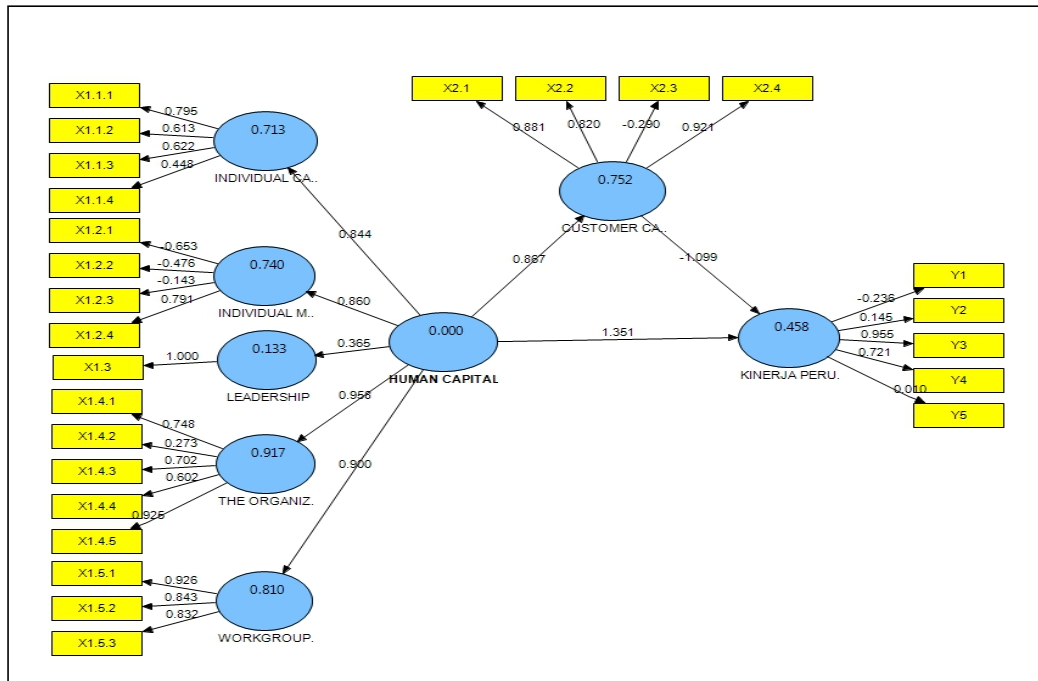 X2.1
X2.2
X2.3
X2.4
0.881
0.820
-0.290
0.921
0.752
CUSTOMER CA..
X1.1.1
X1.1.2
X1.1.3
X1.1.4
0.795
0.613
0.622
0.448
0.713
INDIVIDUAL CA..
X1.2.1
X1.2.2
X1.2.3
X1.2.4
-0.653
-0.476
-0.143
0.791
0.740
INDIVIDUAL M..
X1.3
1.000
0.133
LEADERSHIP
X1.4.1
X1.4.2
X1.4.3
X1.4.4
X1.4.5
0.748
0.273
0.702
0.602
0.925
0.917
THE ORGANIZ.
X1.5.1
X1.5.2
X1.5.3
0.926
0.843
0.832
0.810
WORKGROUP.
0.844
0.860
0.365
0.900
0.000
HUMAN CAPITAL
1.351
-1.099
0.458
KINERJA PERU.
-0.236
0.145
0.955
0.721
0.010
Y1
Y2
Y3
Y4
Y5